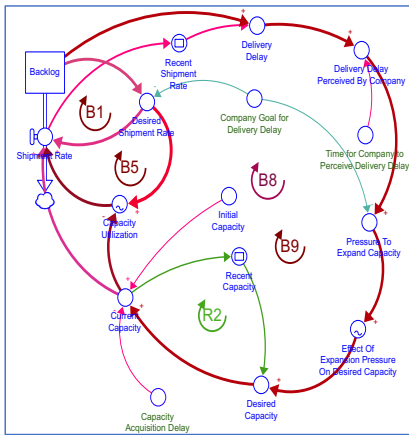 Recent
Shipment
Rate
Delivery
Delay
Backlog
Delivery Delay
Perceived By Company
B1
Desired
Shipment Rate
Company Goal for
Delivery Delay
Shipment Rate
Time for Company to
Perceive Delivery Delay
B5
B8
Capacity
Utilization
Initial
Capacity
B9
Pressure To
Expand Capacity
Recent
Capacity
Current
Capacity
R2
Effect Of
Expansion Pressure
On Desired Capacity
Desired
Capacity
Capacity
Acquisition Delay